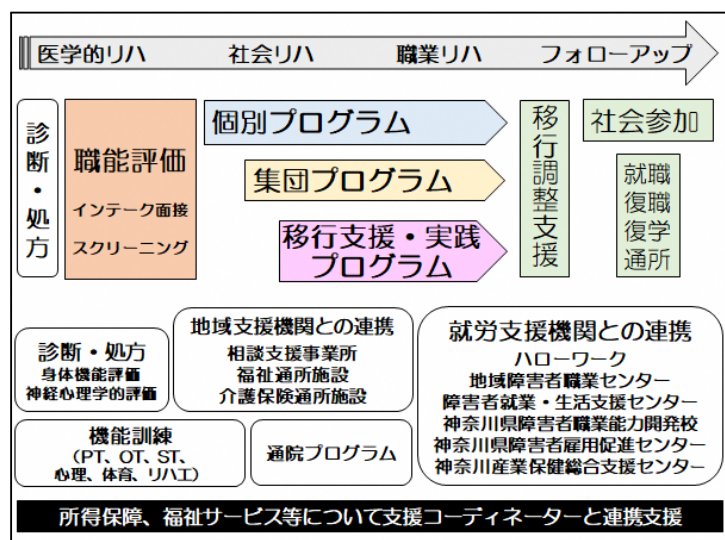 医学的リハ 社会リハ 職業リハ フォローアップ
診断・処方
職能評価
インテーク面接
スクリーニング
個別プログラム
集団プログラム
移行支援・実践
プログラム
移行調整支援
社会参加
就職
復職
復学
通所
診断・処方
身体機能評価
神経心理学的評価
地域支援機関との連携
相談支援事業所
福祉通所施設
介護保険通所施設
就労支援機関との連携
ハローワーク
地域障害者職業センター
障害者就業・生活支援センター
神奈川県障害者職業能力開発校
神奈川県障害者雇用促進センター
神奈川産業保健総合支援センター
機能訓練
（PT、OT、ST、
心理、体育、リハエ）
通院プログラム
所得保障、福祉サービス等について支援コーディネーターと連携支援